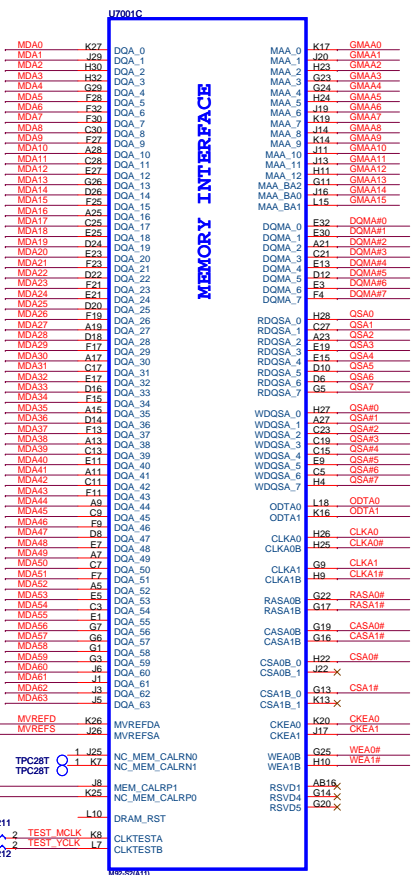 U7001C
MEMORY INTERFACE
MDA0 K27 DQA_0
MDA1 J29 DQA_1
MDA2 H30 DQA_2
MDA3 H32 DQA_3
MDA4 G29 DQA_4
MDA5 F28 DQA_5
MDA6 F32 DQA_6
MDA7 F30 DQA_7
MDA8 C30 DQA_8
MDA9 F27 DQA_9
MDA10 A28 DQA_10
MDA11 C28 DQA_11
MDA12 E27 DQA_12
MDA13 G26 DQA_13
MDA14 D26 DQA_14
MDA15 F25 DQA_15
MDA16 A25 DQA_16
MDA17 C25 DQA_17
MDA18 E25 DQA_18
MDA19 D24 DQA_19
MDA20 E23 DQA_20
MDA21 F23 DQA_21
MDA22 D22 DQA_22
MDA23 F21 DQA_23
MDA24 E21 DQA_24
MDA25 D20 DQA_25
MDA26 F19 DQA_26
MDA27 A19 DQA_27
MDA28 D18 DQA_28
MDA29 F17 DQA_29
MDA30 A17 DQA_30
MDA31 C17 DQA_31
MDA32 E17 DQA_32
MDA33 D16 DQA_33
MDA34 F15 DQA_34
MDA35 A15 DQA_35
MDA36 D14 DQA_36
MDA37 F13 DQA_37
MDA38 A13 DQA_38
MDA39 C13 DQA_39
MDA40 E11 DQA_40
MDA41 A11 DQA_41
MDA42 C11 DQA_42
MDA43 F11 DQA_43
MDA44 A9 DQA_44
MDA45 C9 DQA_45
MDA46 F9 DQA_46
MDA47 D8 DQA_47
MDA48 E7 DQA_48
MDA49 A7 DQA_49
MDA50 C7 DQA_50
MDA51 F7 DQA_51
MDA52 A5 DQA_52
MDA53 E5 DQA_53
MDA54 C3 DQA_54
MDA55 E1 DQA_55
MDA56 G7 DQA_56
MDA57 G6 DQA_57
MDA58 G1 DQA_58
MDA59 G3 DQA_59
MDA60 J6 DQA_60
MDA61 J1 DQA_61
MDA62 J3 DQA_62
MDA63 J5 DQA_63
MVREFD K26 MVREFDA
MVREFS J26 MVREFSA
TPC28T 1 J25 NC_MEM_CALRN0
TPC28T 1 K7 NC_MEM_CALRN1
J8 MEM_CALRP1
K25 NC_MEM_CALRP0
L10 DRAM_RST
211
2 TEST_MCLK K8 CLKTESTA
2 TEST_YCLK L7 CLKTESTB
212
MAA_0 K17 GMAA0
MAA_1 J20 GMAA1
MAA_2 H23 GMAA2
MAA_3 G23 GMAA3
MAA_4 G24 GMAA4
MAA_5 H24 GMAA5
MAA_6 J19 GMAA6
MAA_7 K19 GMAA7
MAA_8 J14 GMAA8
MAA_9 K14 GMAA9
MAA_10 J11 GMAA10
MAA_11 J13 GMAA11
MAA_12 H11 GMAA12
MAA_BA2 G11 GMAA13
MAA_BA0 J16 GMAA14
MAA_BA1 L15 GMAA15
DQMA_0 E32 DQMA#0
DQMA_1 E30 DQMA#1
DQMA_2 A21 DQMA#2
DQMA_3 C21 DQMA#3
DQMA_4 E13 DQMA#4
DQMA_5 D12 DQMA#5
DQMA_6 E3 DQMA#6
DQMA_7 F4 DQMA#7
RDQSA_0 H28 QSA0
RDQSA_1 C27 QSA1
RDQSA_2 A23 QSA2
RDQSA_3 E19 QSA3
RDQSA_4 E15 QSA4
RDQSA_5 D10 QSA5
RDQSA_6 D6 QSA6
RDQSA_7 G5 QSA7
WDQSA_0 H27 QSA#0
WDQSA_1 A27 QSA#1
WDQSA_2 C23 QSA#2
WDQSA_3 C19 QSA#3
WDQSA_4 C15 QSA#4
WDQSA_5 E9 QSA#5
WDQSA_6 C5 QSA#6
WDQSA_7 H4 QSA#7
ODTA0 L18 ODTA0
ODTA1 K16 ODTA1
CLKA0 H26 CLKA0
CLKA0B H25 CLKA0#
CLKA1 G9 CLKA1
CLKA1B H9 CLKA1#
RASA0B G22 RASA0#
RASA1B G17 RASA1#
CASA0B G19 CASA0#
CASA1B G16 CASA1#
CSA0B_0 H22 CSA0#
CSA0B_1 J22
CSA1B_0 G13 CSA1#
CSA1B_1 K13
CKEA0 K20 CKEA0
CKEA1 J17 CKEA1
WEA0B G25 WEA0#
WEA1B H10 WEA1#
RSVD1 AB16
RSVD4 G14
RSVD5 G20
M92-S2(A11)